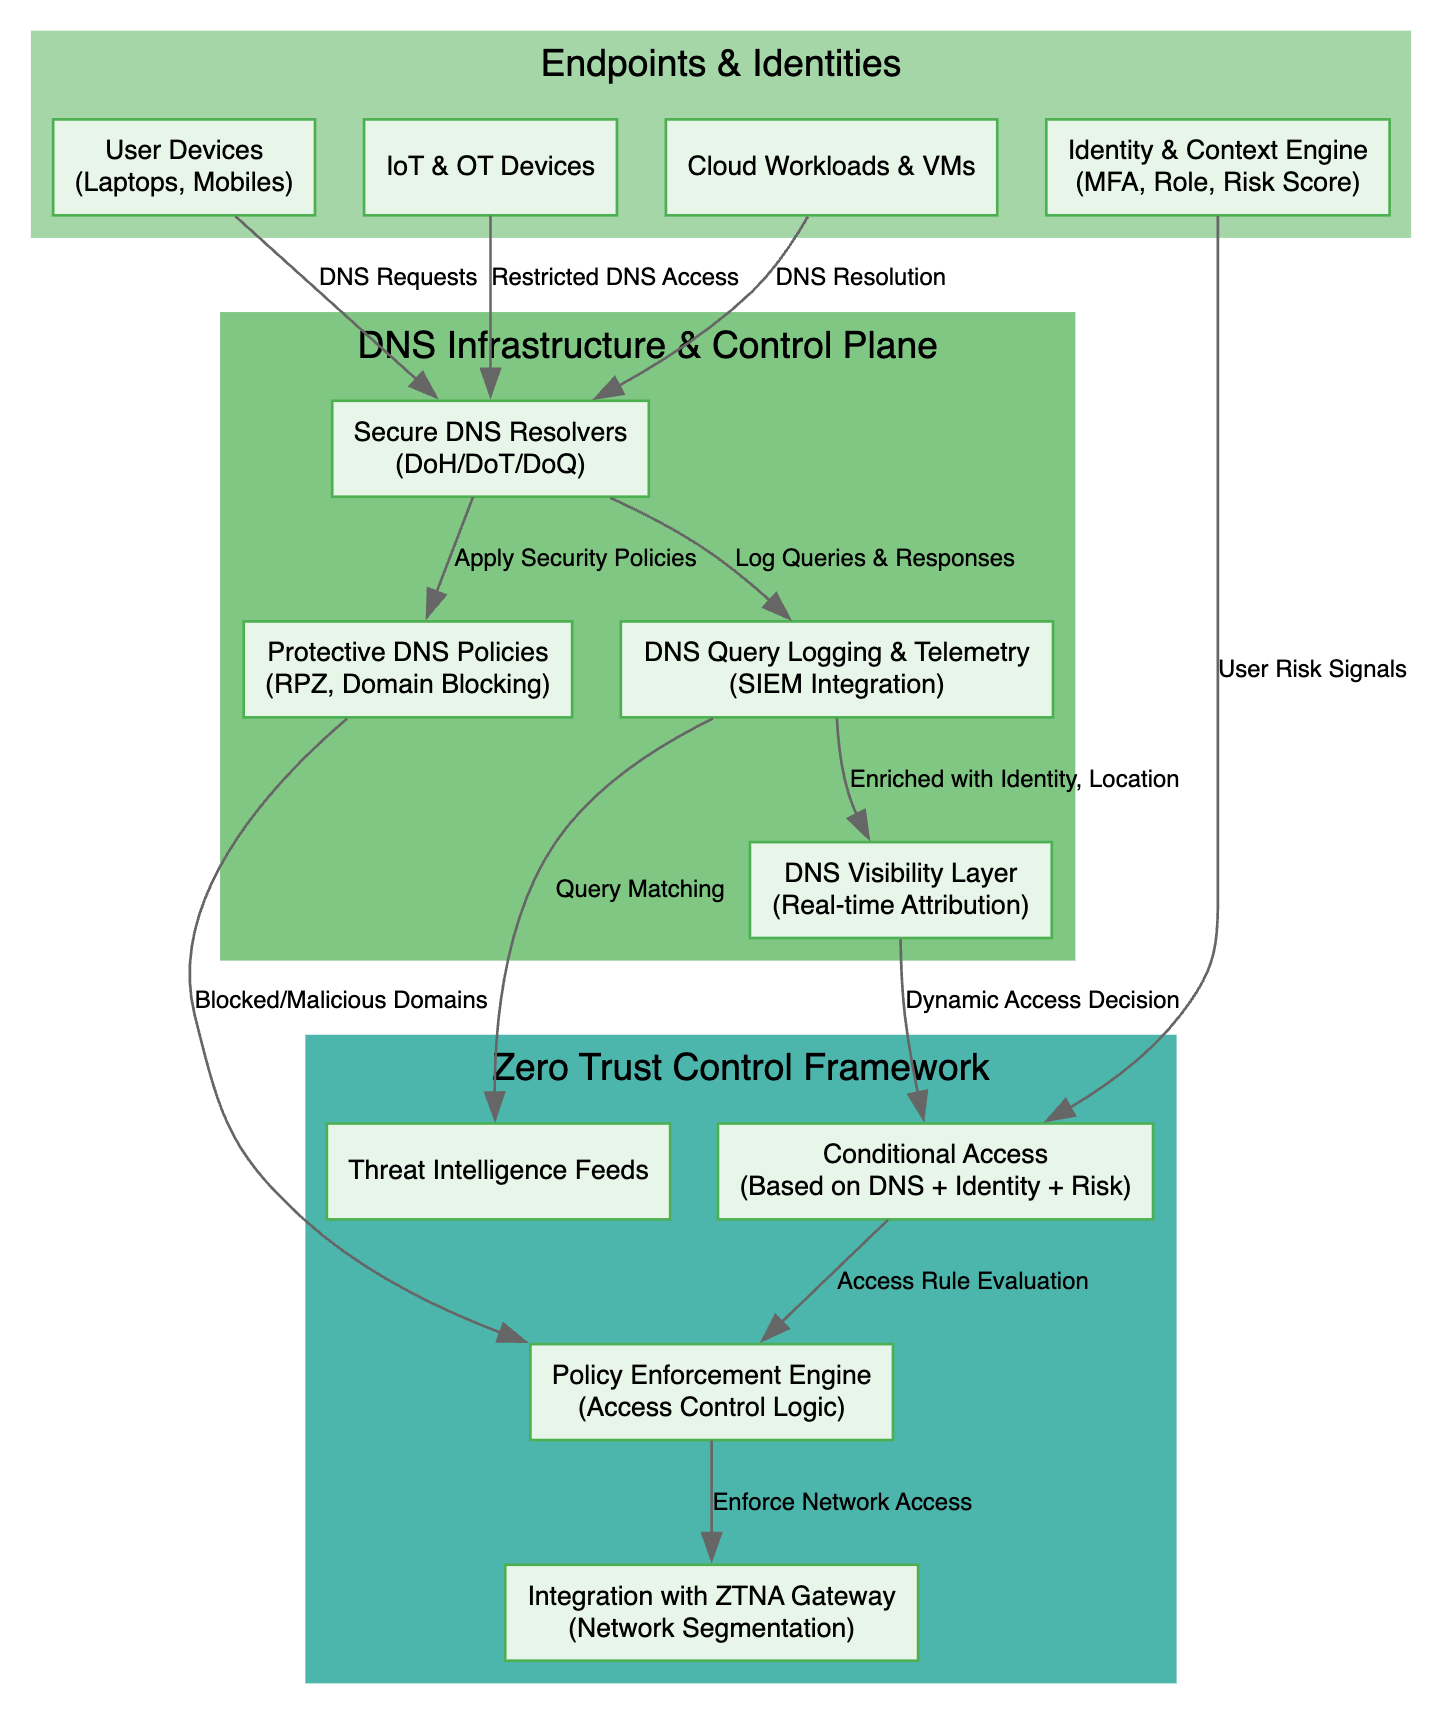 Endpoints & Identities
User Devices
(Laptops, Mobiles)
IoT & OT Devices
Cloud Workloads & VMs
Identity & Context Engine
(MFA, Role, Risk Score)
DNS Requests
Restricted DNS Access
DNS Resolution
DNS Infrastructure & Control Plane
Secure DNS Resolvers
(DoH/DoT/DoQ)
Apply Security Policies
Log Queries & Responses
Protective DNS Policies
(RPZ, Domain Blocking)
DNS Query Logging & Telemetry
(SIEM Integration)
User Risk Signals
Enriched with Identity, Location
Query Matching
DNS Visibility Layer
(Real-time Attribution)
Blocked/Malicious Domains
Dynamic Access Decision
Zero Trust Control Framework
Threat Intelligence Feeds
Conditional Access
(Based on DNS + Identity + Risk)
Access Rule Evaluation
Policy Enforcement Engine
(Access Control Logic)
Enforce Network Access
Integration with ZTNA Gateway
(Network Segmentation)